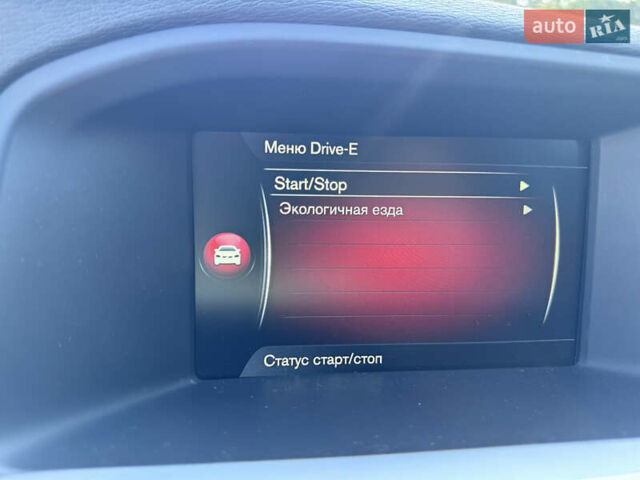 auto RIA
Меню Drive-E
Start/Stop
Экологичная езда
Статус старт/стоп